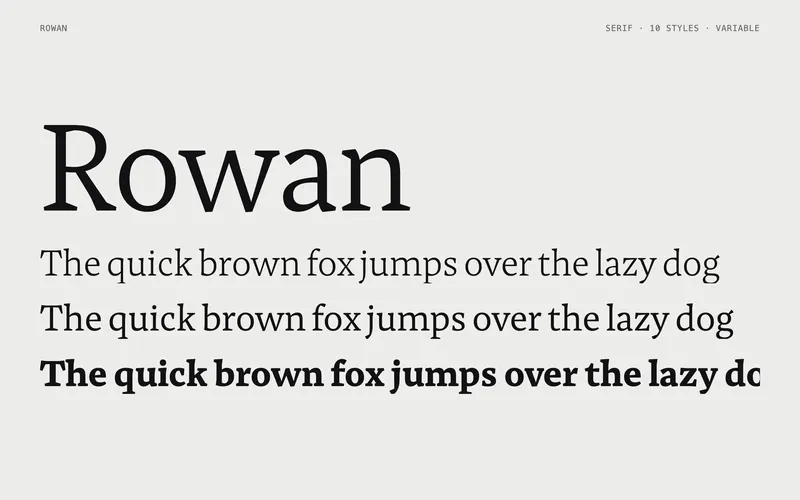 ROWAN
SERIF · 10 STYLES · VARIABLE
Rowan
The quick brown fox jumps over the lazy dog
The quick brown fox jumps over the lazy dog
The quick brown fox jumps over the lazy do